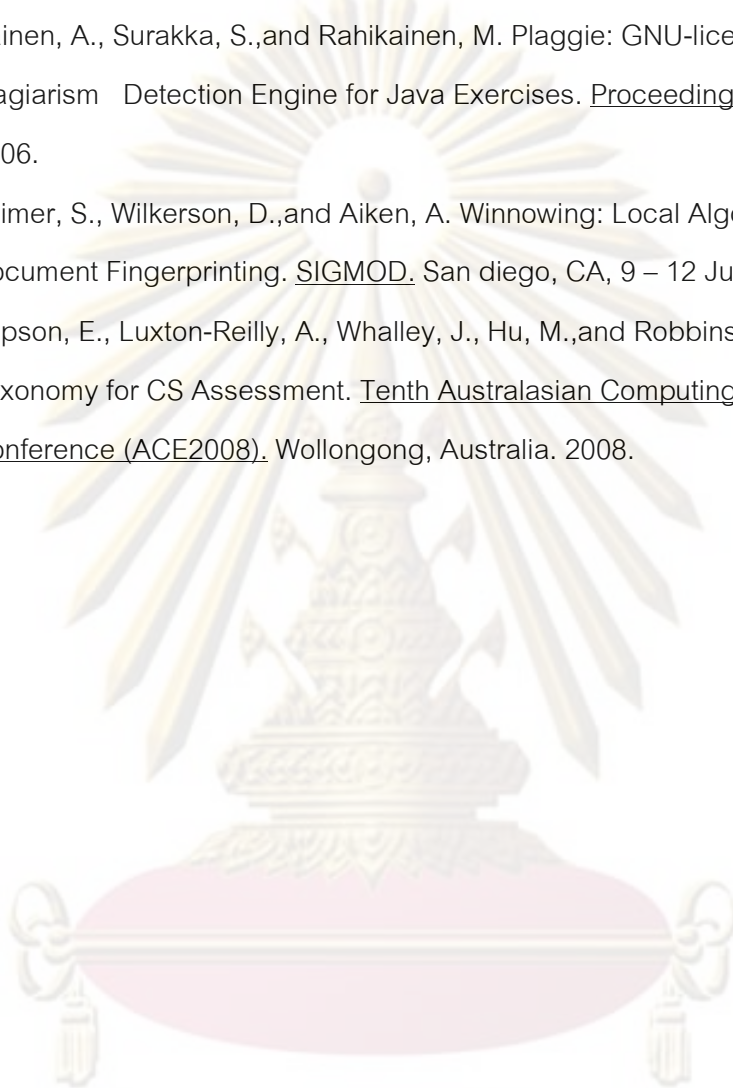 inen, A., Surakka, S.,and Rahikainen, M. Plaggie: GNU-lice
agiarism Detection Engine for Java Exercises. Proceeding
06.
imer, S., Wilkerson, D.,and Aiken, A. Winnowing: Local Algo
ocument Fingerprinting. SIGMOD. San diego, CA, 9 – 12 Ju
pson, E., Luxton-Reilly, A., Whalley, J., Hu, M.,and Robbins
xonomy for CS Assessment. Tenth Australasian Computing
onference (ACE2008). Wollongong, Australia. 2008.